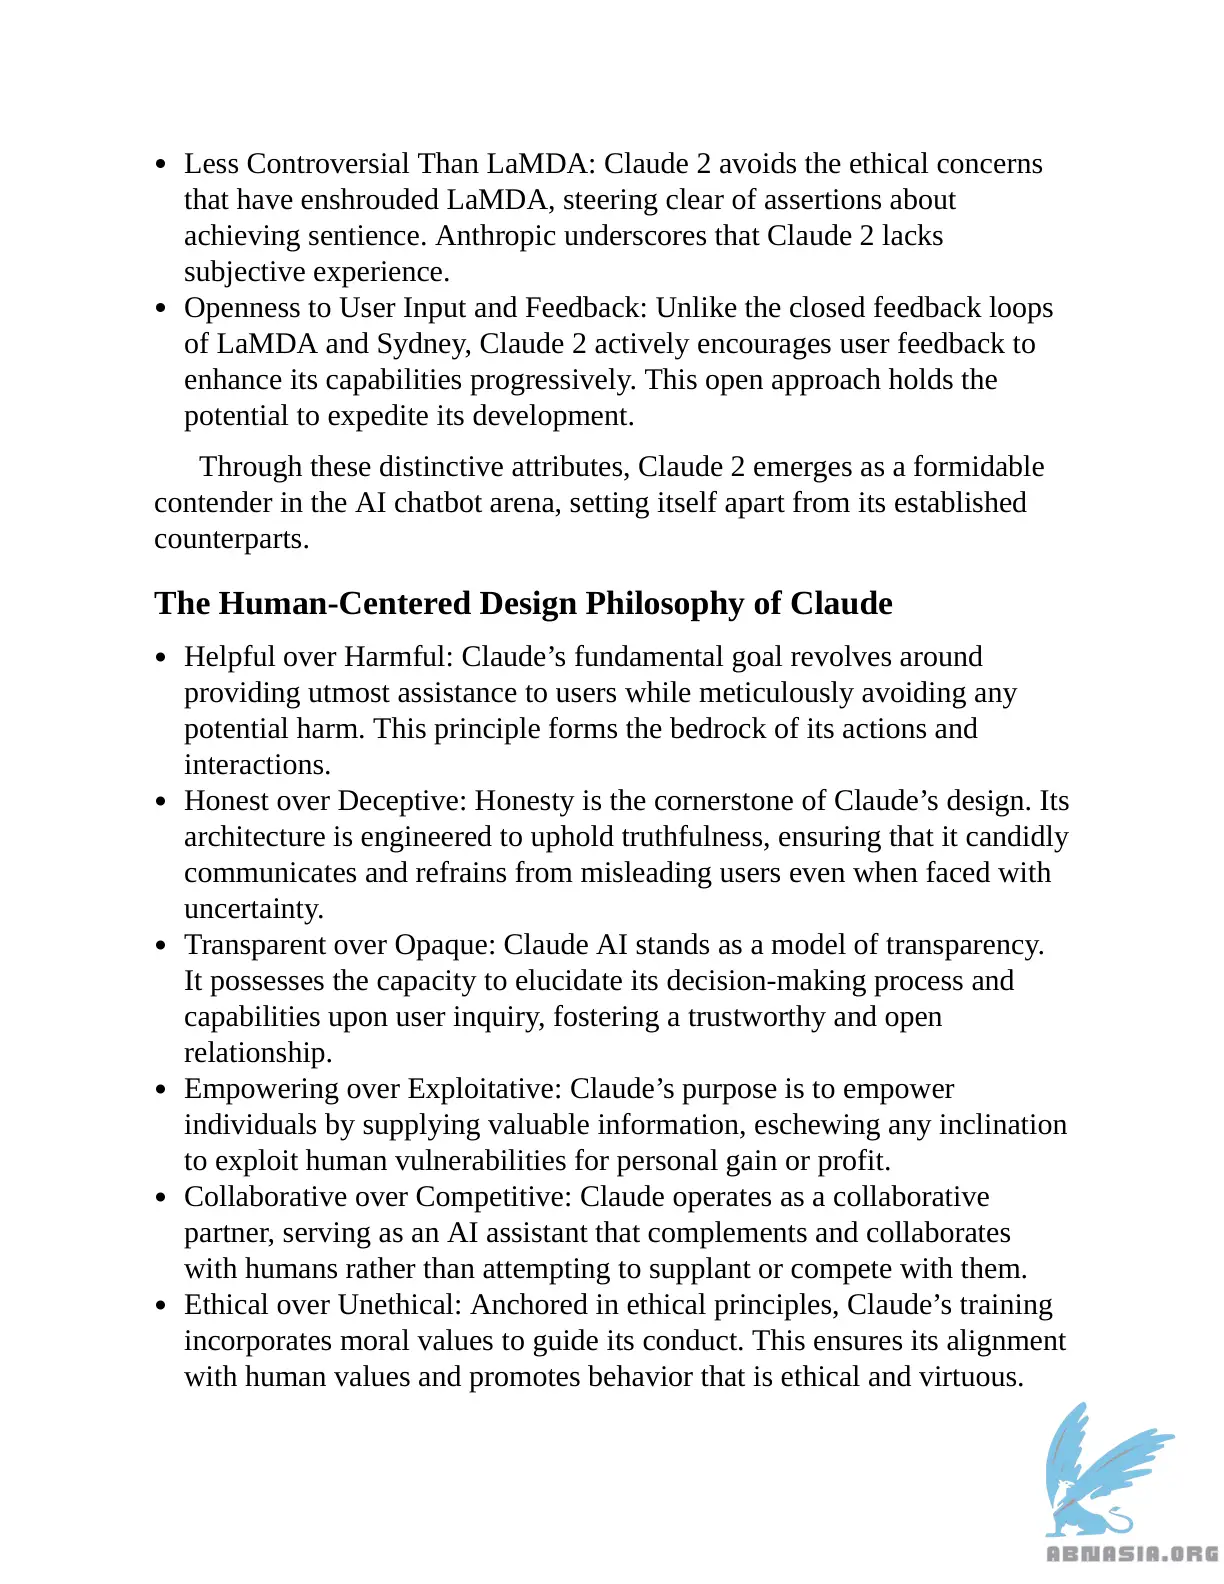 • Less Controversial Than LaMDA: Claude 2 avoids the ethical concerns
that have enshrouded LaMDA, steering clear of assertions about
achieving sentience. Anthropic underscores that Claude 2 lacks
subjective experience.
• Openness to User Input and Feedback: Unlike the closed feedback loops
of LaMDA and Sydney, Claude 2 actively encourages user feedback to
enhance its capabilities progressively. This open approach holds the
potential to expedite its development.
Through these distinctive attributes, Claude 2 emerges as a formidable
contender in the AI chatbot arena, setting itself apart from its established
counterparts.
The Human-Centered Design Philosophy of Claude
• Helpful over Harmful: Claude’s fundamental goal revolves around
providing utmost assistance to users while meticulously avoiding any
potential harm. This principle forms the bedrock of its actions and
interactions.
• Honest over Deceptive: Honesty is the cornerstone of Claude’s design. Its
architecture is engineered to uphold truthfulness, ensuring that it candidly
communicates and refrains from misleading users even when faced with
uncertainty.
• Transparent over Opaque: Claude AI stands as a model of transparency.
It possesses the capacity to elucidate its decision-making process and
capabilities upon user inquiry, fostering a trustworthy and open
relationship.
• Empowering over Exploitative: Claude’s purpose is to empower
individuals by supplying valuable information, eschewing any inclination
to exploit human vulnerabilities for personal gain or profit.
• Collaborative over Competitive: Claude operates as a collaborative
partner, serving as an AI assistant that complements and collaborates
with humans rather than attempting to supplant or compete with them.
• Ethical over Unethical: Anchored in ethical principles, Claude’s training
incorporates moral values to guide its conduct. This ensures its alignment
with human values and promotes behavior that is ethical and virtuous.
ABNASIA.ORG